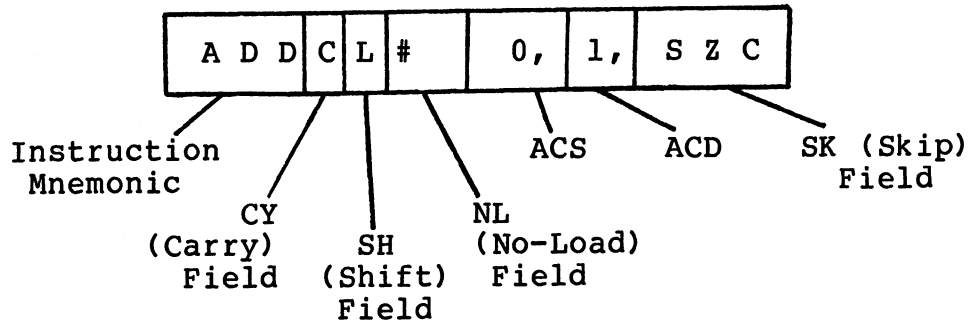 A D D C L # 0, 1, S Z C
Instruction
Mnemonic
CY
(Carry)
Field
SH
(Shift)
Field
NL
(No-Load)
Field
ACS
ACD
SK (Skip)
Field